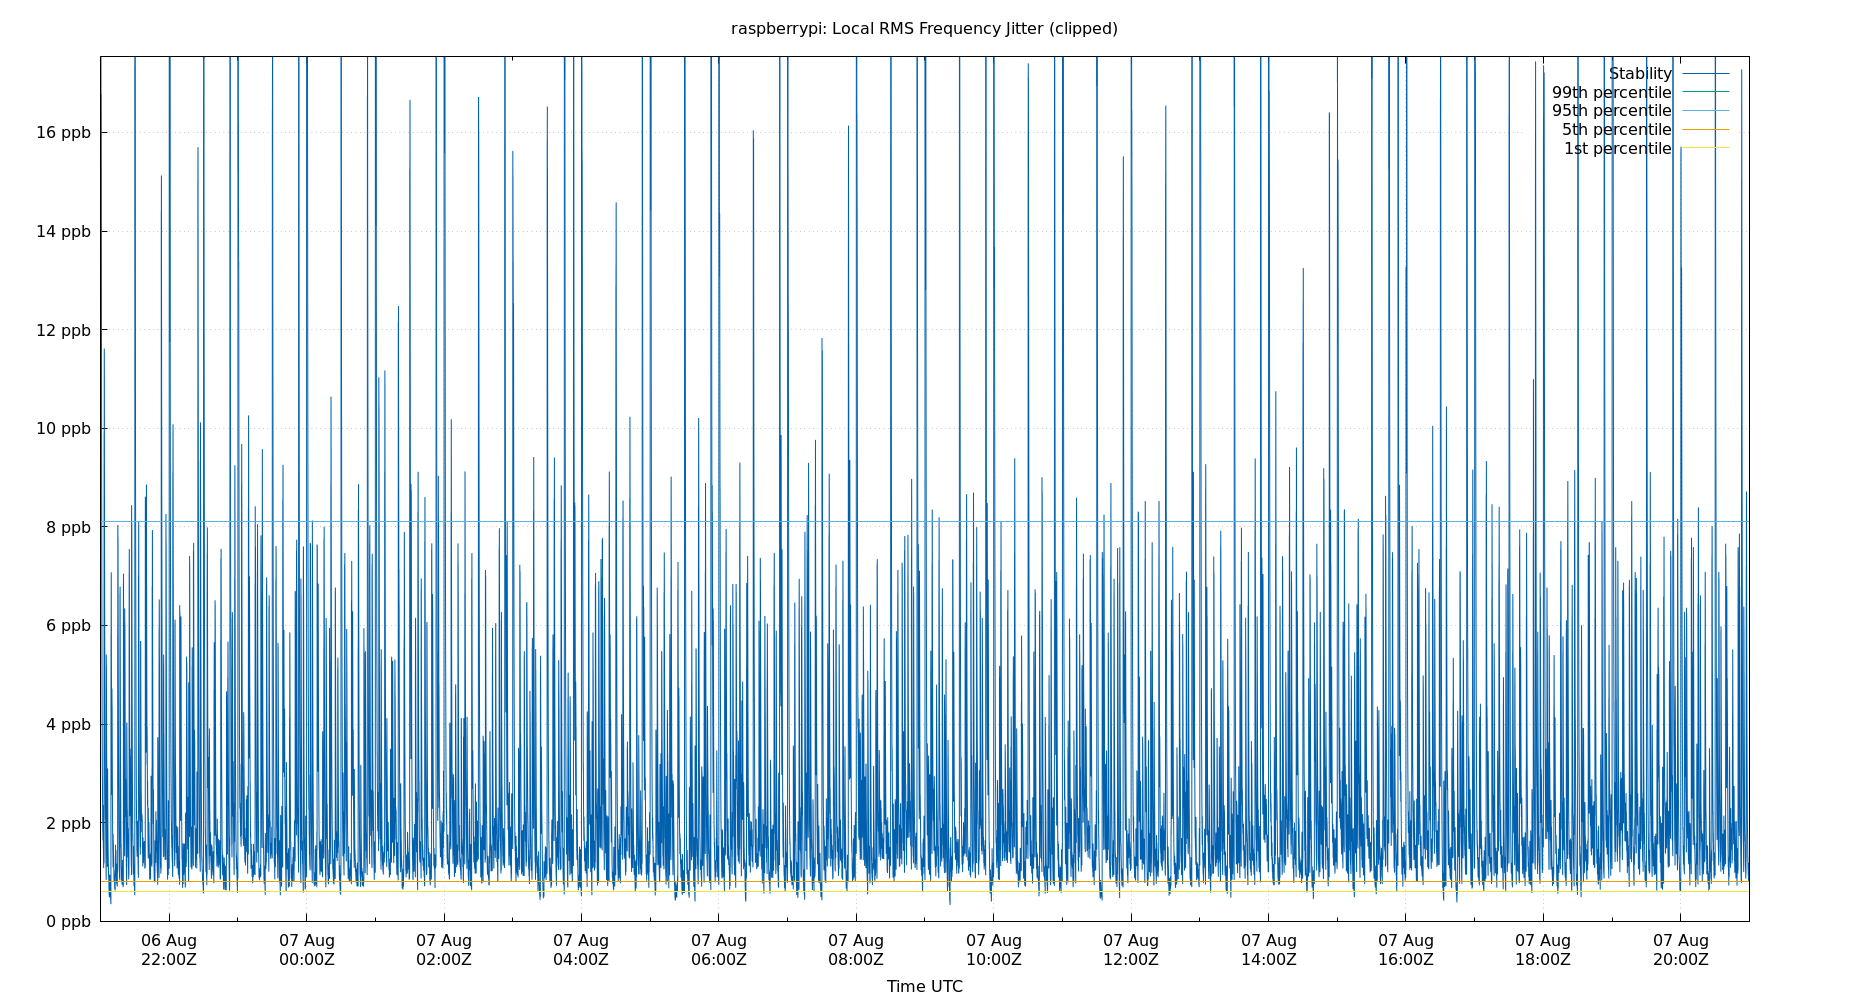 raspberrypi: Local RMS Frequency Jitter (clipped)
Stability
99th percentile
95th percentile
5th percentile
1st percentile
16 ppb
14 ppb
12 ppb
10 ppb
8 ppb
6 ppb
4 ppb
2 ppb
0 ppb
06 Aug 07 Aug 07 Aug 07 Aug 07 Aug 07 Aug 07 Aug 07 Aug 07 Aug 07 Aug 07 Aug 07 Aug
22:00Z 00:00Z 02:00Z 04:00Z 06:00Z 08:00Z 10:00Z 12:00Z 14:00Z 16:00Z 18:00Z 20:00Z
Time UTC